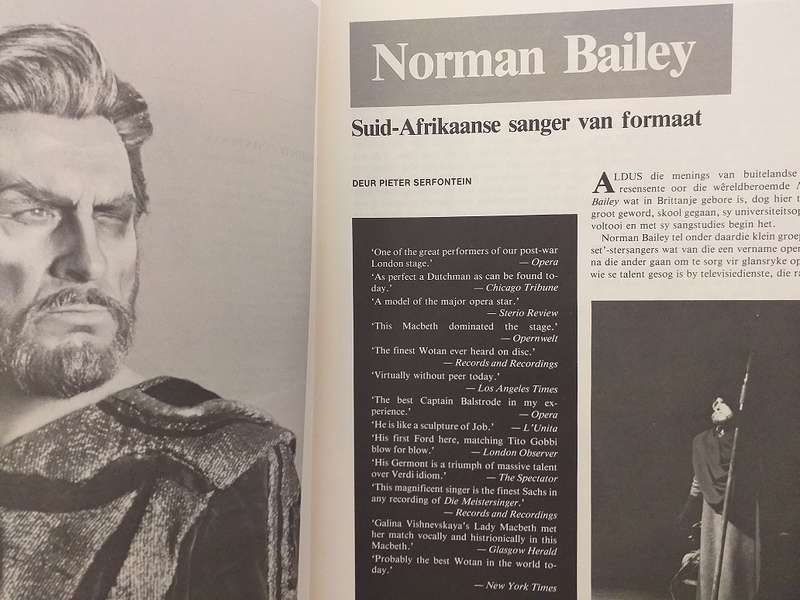 Norman Bailey
Suid-Afrikaanse sanger van formaat
DEUR PIETER SERFONTEIN
'One of the great performers of our post-war
London stage.' — Opera
'As perfect a Dutchman as can be found to-
day.' — Chicago Tribune
'A model of the major opera star.'
— Sterio Review
'This Macbeth dominated the stage.'
— Opernwelt
'The finest Wotan ever heard on disc.'
— Records and Recordings
'Virtually without peer today.'
— Los Angeles Times
'The best Captain Balstrode in my ex-
perience.' — Opera
'He is like a sculpture of Job.' — L'Unita
'His first Ford here, matching Tito Gobbi
blow for blow.' — London Observer
'His Germont is a triumph of massive talent
over Verdi idiom.' — The Spectator
'This magnificent singer is the finest Sachs in
any recording of Die Meistersinger.'
— Records and Recordings
'Galina Vishnevskaya's Lady Macbeth met
her match vocally and histrionically in this
Macbeth.' — Glasgow Herald
'Probably the best Wotan in the world to-
day.'
— New York Times
ALDUS die menings van buitelandse
resensente oor die wêreldberoemde
Bailey wat in Brittanje gebore is, dog hier
groot geword, skool gegaan, sy universiteitsop
voltooi en met sy sangstudies begin het.
Norman Bailey tel onder daardie klein groep
set'-stersangers wat van die een vername oper
na die ander gaan om te sorg vir glansryke op
wie se talent gesog is by televisiedienste, die ra